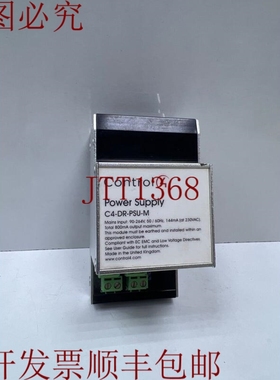 图必究
JTT1368
Power Supply
C4-DR-PSU-M
Mains Input: 90-264V, 50 / 60Hz, 144mA (at 230VAC)
Total 800mA output maximum
This module must be earthed and installed within an
appropriate enclosure.
Compliant with EC EMC and Low Voltage Directives
See User Guide for full instructions
Made in the United Kingdom
www.control4.com
开发票顺丰包邮